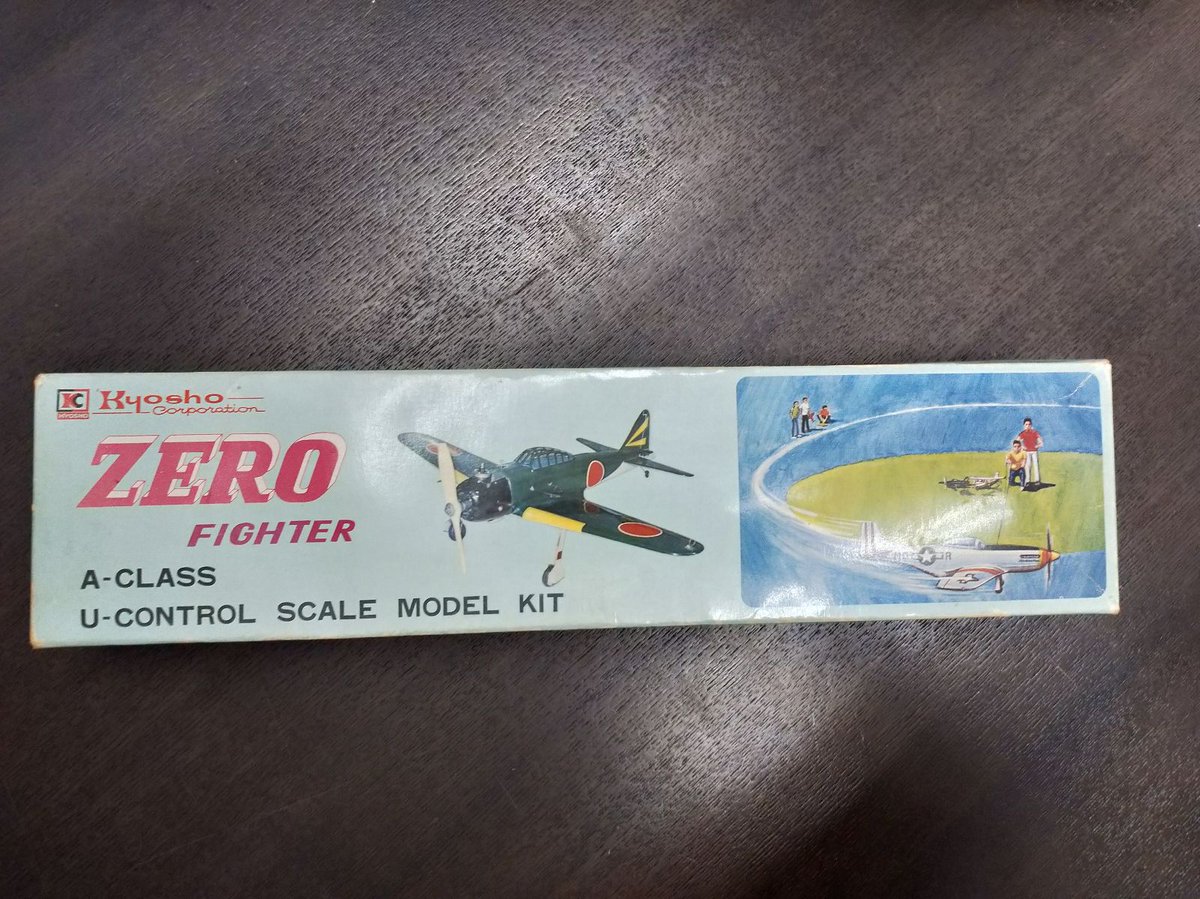 KC
KYOSHO
Kyosho
Corporation
ZERO
FIGHTER
A-CLASS
U-CONTROL SCALE MODEL KIT